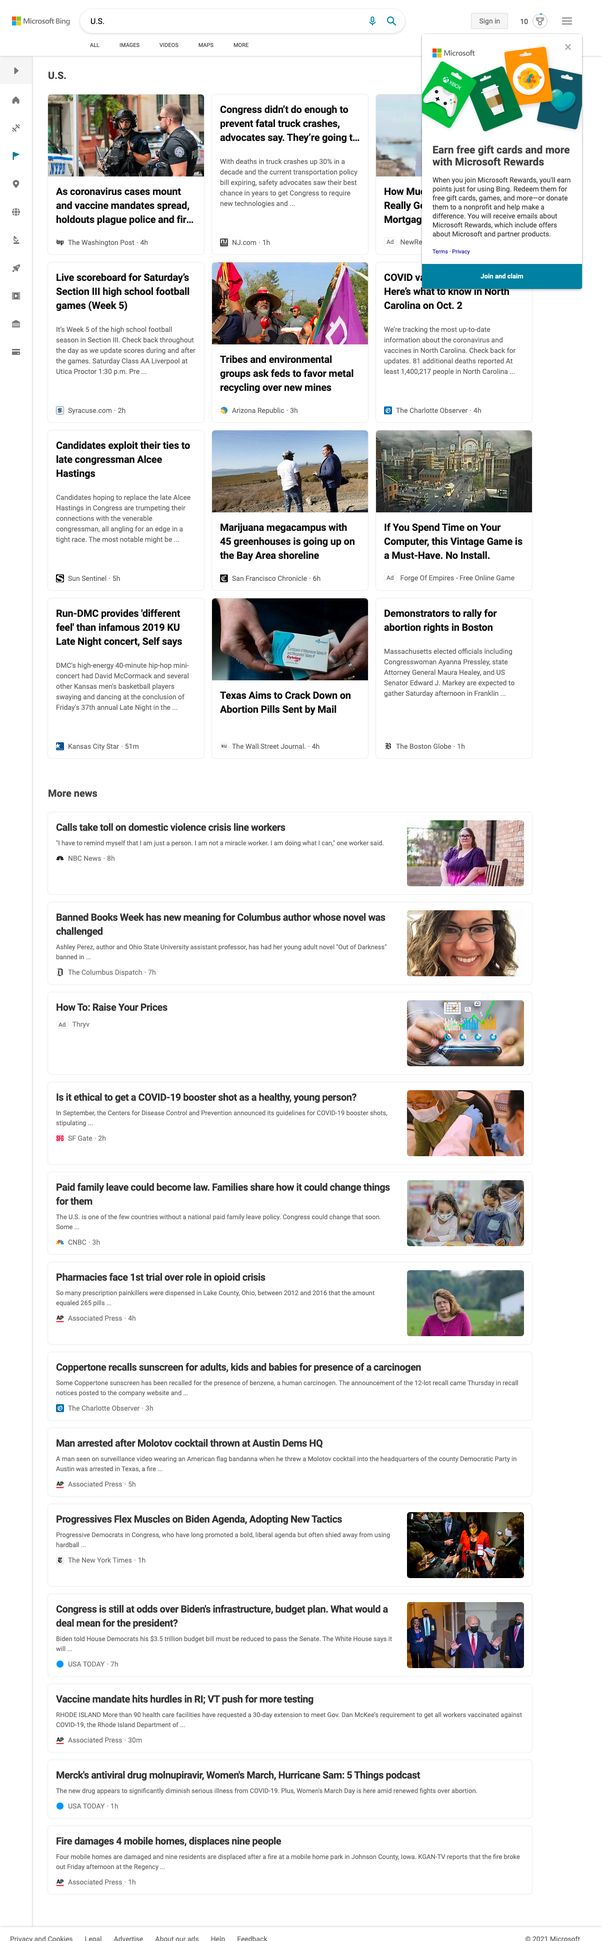 Microsoft Bing
U.S.
Sign in
10
ALL
IMAGES
VIDEOS
MAPS
MORE
Microsoft
XBOX
Earn free gift cards and more
with Microsoft Rewards
When you join Microsoft Rewards, you'll earn
points just for using Bing. Redeem them for
free gift cards, games, and more—or donate
them to a nonprofit and help make a
difference. You will receive emails about
Microsoft Rewards, which include offers
about Microsoft and partner products.
Terms · Privacy
Join and claim
U.S.
As coronavirus cases mount
and vaccine mandates spread,
holdouts plague police and fir...
The Washington Post · 4h
Congress didn't do enough to
prevent fatal truck crashes,
advocates say. They're going t...
With deaths in truck crashes up 30% in a
decade and the current transportation policy
bill expiring, safety advocates saw their best
chance in years to get Congress to require
new technologies and ...
NJ.com · 1h
How Muc
Really Ge
Mortgag
Ad NewRe
Live scoreboard for Saturday's
Section III high school football
games (Week 5)
It's Week 5 of the high school football
season in Section III. Check back throughout
the day as we update scores during and after
the games. Saturday Class AA Liverpool at
Utica Proctor 1:30 p.m. Pre ...
Syracuse.com · 2h
Tribes and environmental
groups ask feds to favor metal
recycling over new mines
Arizona Republic · 3h
COVID va
Here's what to know in North
Carolina on Oct. 2
We're tracking the most up-to-date
information about the coronavirus and
vaccines in North Carolina. Check back for
updates. 81 additional deaths reported At
least 1,400,217 people in North Carolina ...
The Charlotte Observer · 4h
Candidates exploit their ties to
late congressman Alcee
Hastings
Candidates hoping to replace the late Alcee
Hastings in Congress are trumpeting their
connections with the venerable
congressman, all angling for an edge in a
tight race. The most notable might be ...
Sun Sentinel · 5h
Marijuana megacampus with
45 greenhouses is going up on
the Bay Area shoreline
San Francisco Chronicle · 6h
If You Spend Time on Your
Computer, this Vintage Game is
a Must-Have. No Install.
Ad Forge Of Empires - Free Online Game
Run-DMC provides 'different
feel' than infamous 2019 KU
Late Night concert, Self says
DMC's high-energy 40-minute hip-hop mini-
concert had David McCormack and several
other Kansas men's basketball players
swaying and dancing at the conclusion of
Friday's 37th annual Late Night in the ...
Kansas City Star · 51m
Texas Aims to Crack Down on
Abortion Pills Sent by Mail
The Wall Street Journal. · 4h
Demonstrators to rally for
abortion rights in Boston
Massachusetts elected officials including
Congresswoman Ayanna Pressley, state
Attorney General Maura Healey, and US
Senator Edward J. Markey are expected to
gather Saturday afternoon in Franklin ...
The Boston Globe · 1h
More news
Calls take toll on domestic violence crisis line workers
"I have to remind myself that I am just a person. I am not a miracle worker. I am doing what I can," one worker said.
NBC News · 8h
Banned Books Week has new meaning for Columbus author whose novel was
challenged
Ashley Perez, author and Ohio State University assistant professor, has had her young adult novel "Out of Darkness"
banned in ...
The Columbus Dispatch · 7h
How To: Raise Your Prices
Ad Thryv
Is it ethical to get a COVID-19 booster shot as a healthy, young person?
In September, the Centers for Disease Control and Prevention announced its guidelines for COVID-19 booster shots,
stipulating ...
SF Gate · 2h
Paid family leave could become law. Families share how it could change things
for them
The U.S. is one of the few countries without a national paid family leave policy. Congress could change that soon.
Some ...
CNBC · 3h
Pharmacies face 1st trial over role in opioid crisis
So many prescription painkillers were dispensed in Lake County, Ohio, between 2012 and 2016 that the amount
equaled 265 pills ...
AP Associated Press · 4h
Coppertone recalls sunscreen for adults, kids and babies for presence of a carcinogen
Some Coppertone sunscreen has been recalled for the presence of benzene, a human carcinogen. The announcement of the 12-lot recall came Thursday in recall
notices posted to the company website and ...
The Charlotte Observer · 3h
Man arrested after Molotov cocktail thrown at Austin Dems HQ
A man seen on surveillance video wearing an American flag bandanna when he threw a Molotov cocktail into the headquarters of the county Democratic Party in
Austin was arrested in Texas, a fire ...
AP Associated Press · 5h
Progressives Flex Muscles on Biden Agenda, Adopting New Tactics
Progressive Democrats in Congress, who have long promoted a bold, liberal agenda but often shied away from using
hardball ...
The New York Times · 1h
Congress is still at odds over Biden's infrastructure, budget plan. What would a
deal mean for the president?
Biden told House Democrats his $3.5 trillion budget bill must be reduced to pass the Senate. The White House says it
will ...
USA TODAY · 7h
Vaccine mandate hits hurdles in RI; VT push for more testing
RHODE ISLAND More than 90 health care facilities have requested a 30-day extension to meet Gov. Dan McKee's requirement to get all workers vaccinated against
COVID-19, the Rhode Island Department of ...
AP Associated Press · 30m
Merck's antiviral drug molnupiravir, Women's March, Hurricane Sam: 5 Things podcast
The new drug appears to significantly diminish serious illness from COVID-19. Plus, Women's March Day is here amid renewed fights over abortion.
USA TODAY · 1h
Fire damages 4 mobile homes, displaces nine people
Four mobile homes are damaged and nine residents are displaced after a fire at a mobile home park in Johnson County, Iowa. KGAN-TV reports that the fire broke
out Friday afternoon at the Regency ...
AP Associated Press · 1h
Privacy and Cookies
Legal
Advertise
About our ads
Help
Feedback
© 2021 Microsoft